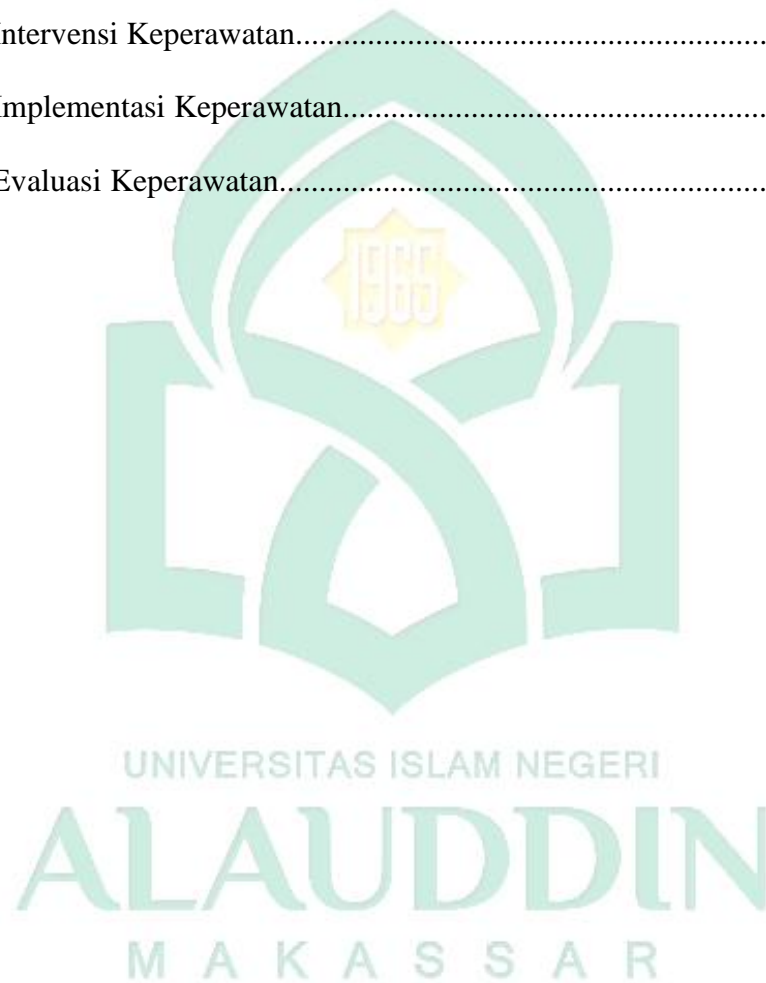 Intervensi Keperawatan..........................................................
Implementasi Keperawatan....................................................
Evaluasi Keperawatan............................................................
1965
UNIVERSITAS ISLAM NEGERI
ALAUDDIN
MAKASSAR